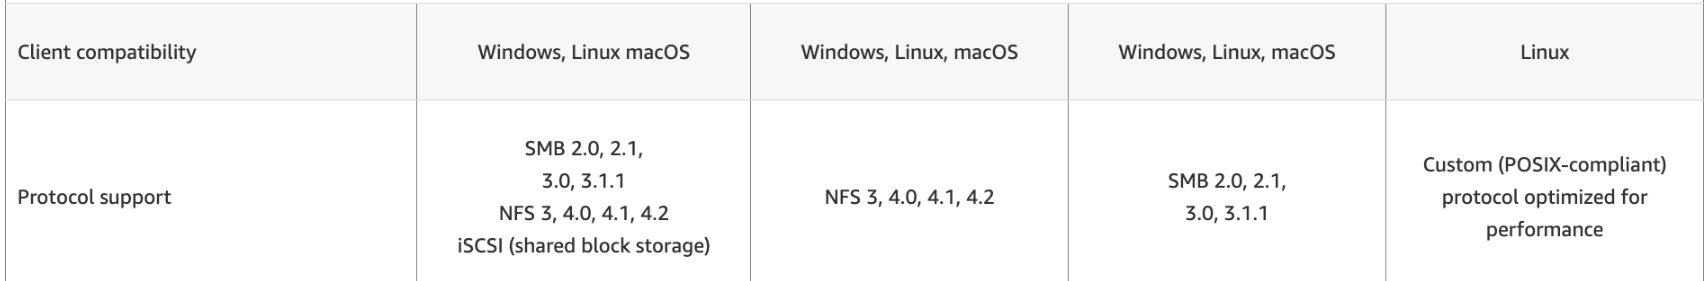 Client compatibility
Windows, Linux macOS
Windows, Linux, macOS
Windows, Linux, macOS
Linux
Protocol support
SMB 2.0, 2.1,
3.0, 3.1.1
NFS 3, 4.0, 4.1, 4.2
iSCSI (shared block storage)
NFS 3, 4.0, 4.1, 4.2
SMB 2.0, 2.1,
3.0, 3.1.1
Custom (POSIX-compliant)
protocol optimized for
performance